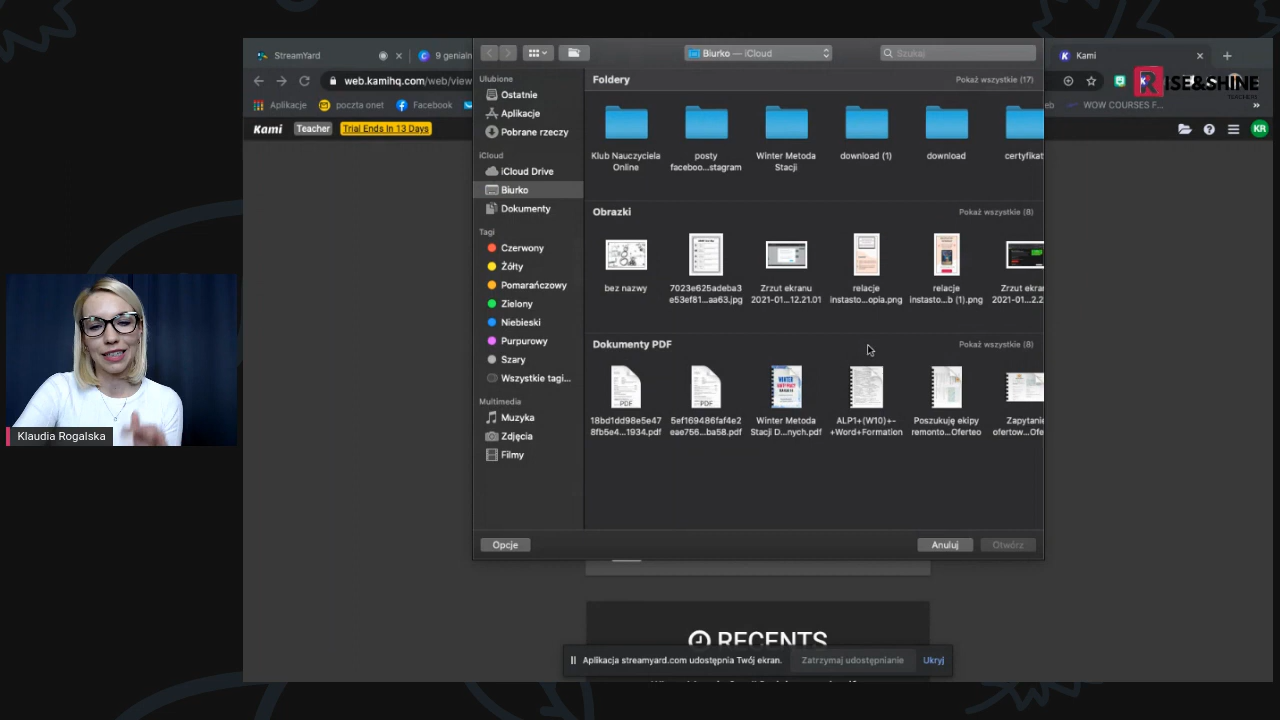 StreamYard
9 genialn
Kami
web.kamihq.com/web/view
Aplikacje
poczta onet
Facebook
WOW COURSES F...
RISE&SHINE
TEACHERS
Kami
Teacher
Trial Ends In 13 Days
KR
Biurko — iCloud
Szukaj
Ulubione
Ostatnie
Aplikacje
Pobrane rzeczy
iCloud
iCloud Drive
Biurko
Dokumenty
Tagi
Czerwony
Żółty
Pomarańczowy
Zielony
Niebieski
Purpurowy
Szary
Wszystkie tagi...
Multimedia
Muzyka
Zdjęcia
Filmy
Foldery
Pokaż wszystkie (17)
Klub Nauczyciela
Online
posty
faceboo...stagram
Winter Metoda
Stacji
download (1)
download
certyfikat
Obrazki
Pokaż wszystkie (8)
bez nazwy
7023e625adeba3
e53ef81...aa63.jpg
Zrzut ekranu
2021-01...12.21.01
relacje
instasto...opia.png
relacje
instasto...b (1).png
Zrzut ekran
2021-01...2.2
Dokumenty PDF
Pokaż wszystkie (8)
PDF
PDF
18bd1dd98e5e47
8fb5e4...1934.pdf
5ef169486faf4e2
eae756...ba58.pdf
Winter Metoda
Stacji D...nych.pdf
ALP1+(W10)+-
+Word+Formation
Poszukuję ekipy
remonto...Oferteo
Zapytanie
ofertow...Ofe
Opcje
Anuluj
Otwórz
RECENTS
Aplikacja streamyard.com udostępnia Twój ekran.
Zatrzymaj udostępnianie
Ukryj
Klaudia Rogalska